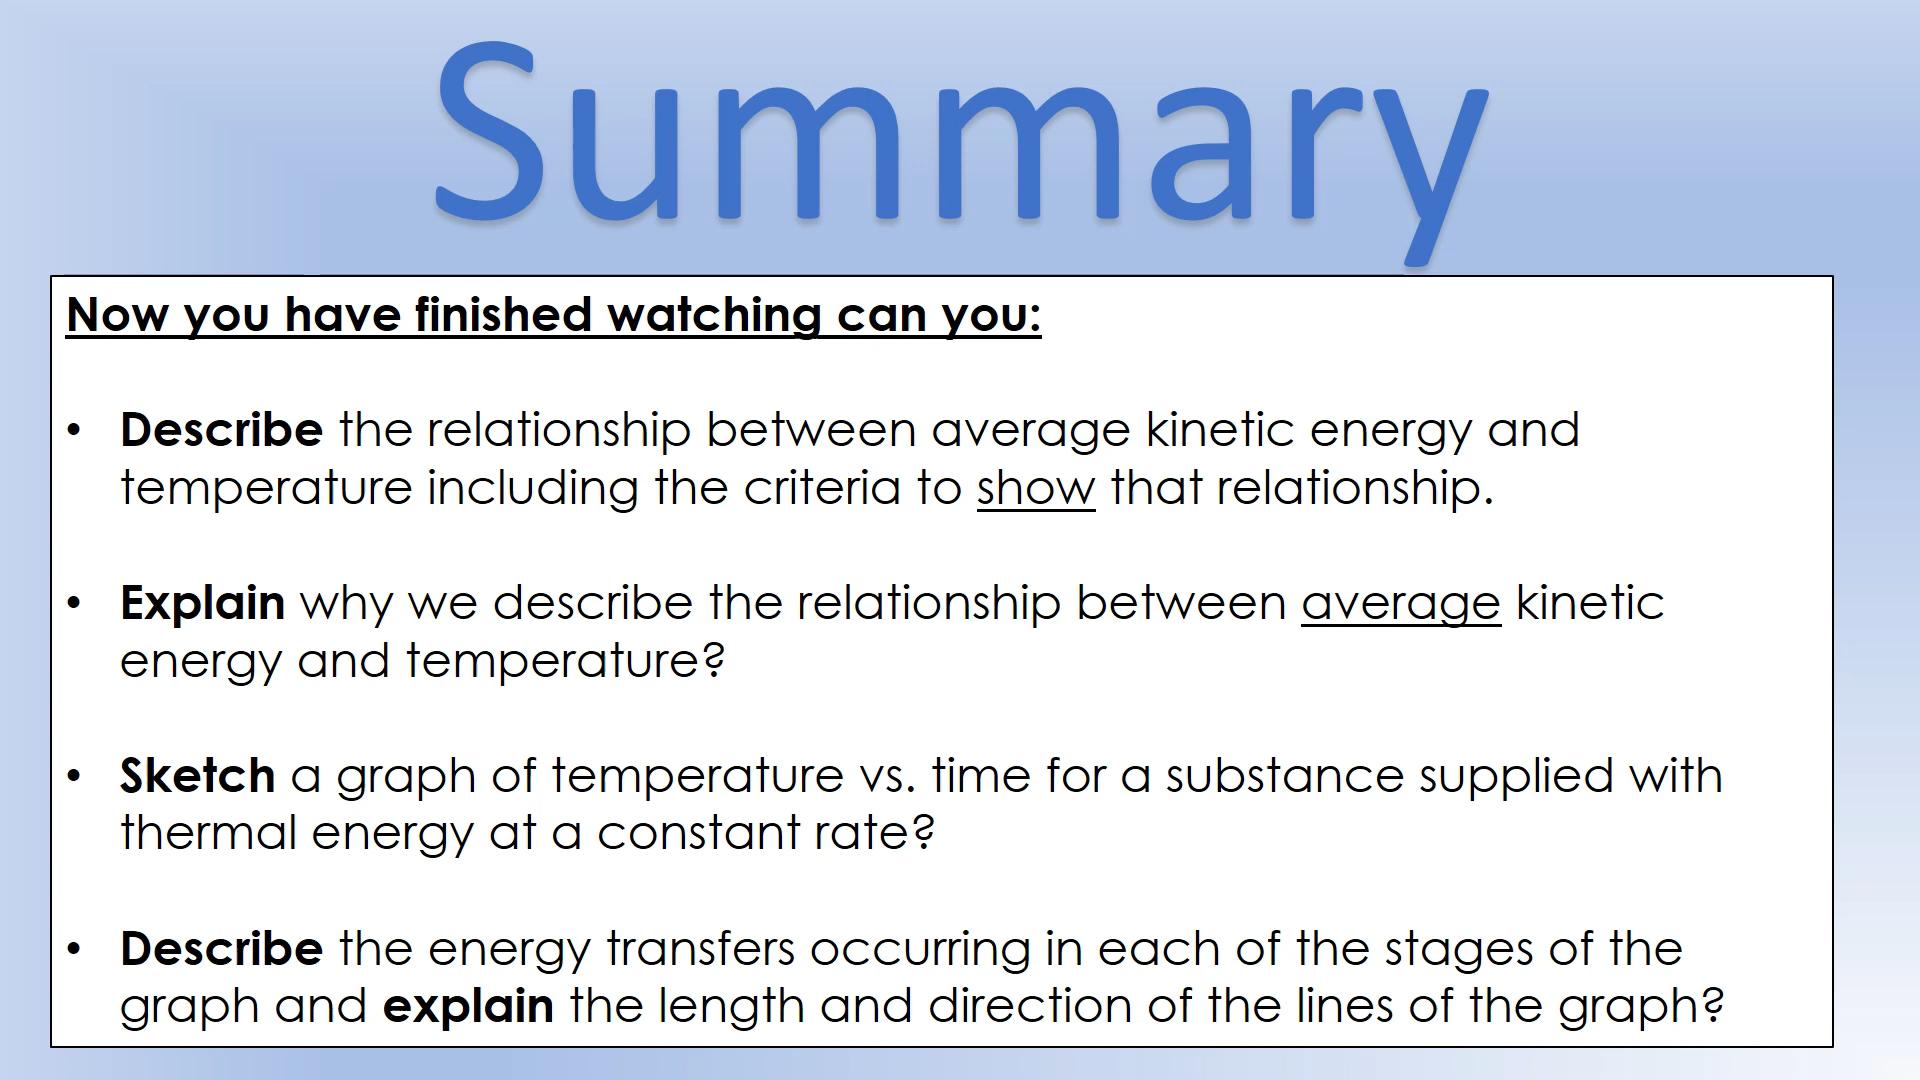 Summary
Now you have finished watching can you:
• Describe the relationship between average kinetic energy and
temperature including the criteria to show that relationship.
• Explain why we describe the relationship between average kinetic
energy and temperature?
• Sketch a graph of temperature vs. time for a substance supplied with
thermal energy at a constant rate?
• Describe the energy transfers occurring in each of the stages of the
graph and explain the length and direction of the lines of the graph?